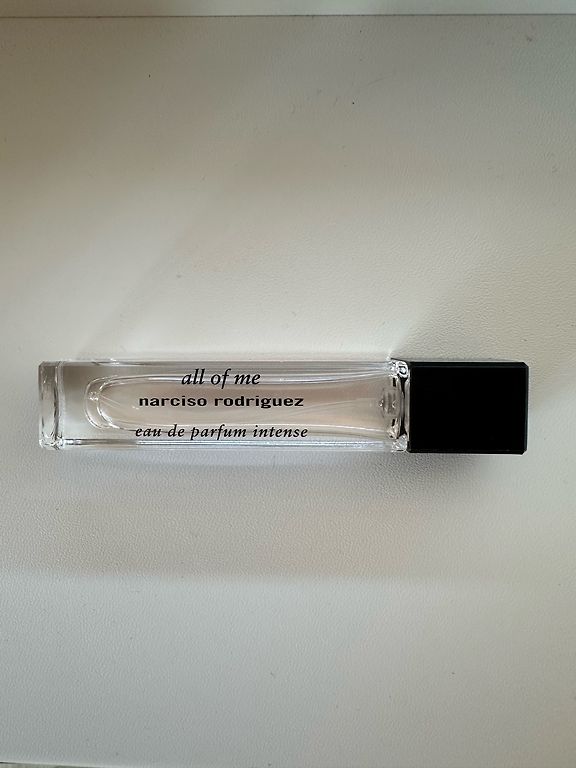 all of me
narciso rodriguez
eau de parfum intense